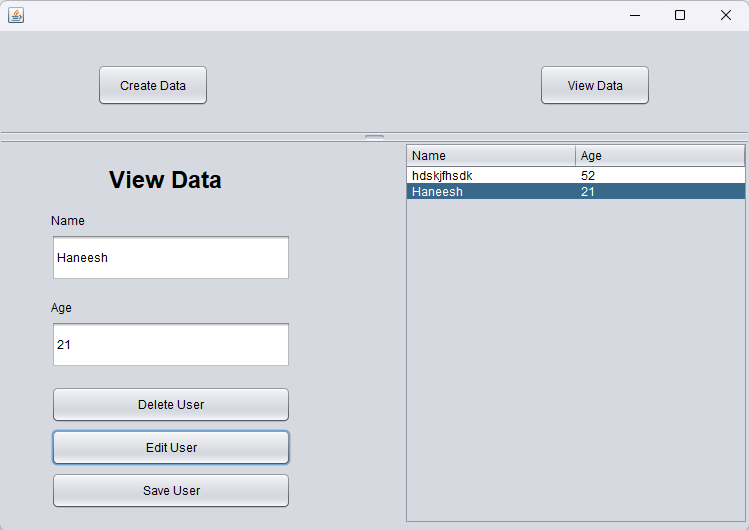 Create Data
View Data
View Data
Name
Haneesh
Age
21
Delete User
Edit User
Save User
Name Age
hdskjfhsdk 52
Haneesh 21